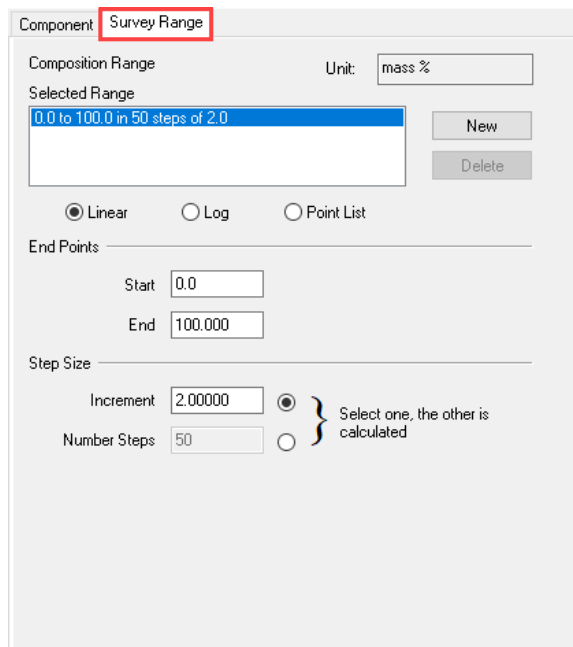 Component Survey Range
Composition Range Unit: mass %
Selected Range
0.0 to 100.0 in 50 steps of 2.0
New
Delete
Linear Log Point List
End Points
Start 0.0
End 100.000
Step Size
Increment 2.00000
Select one, the other is
calculated
Number Steps 50